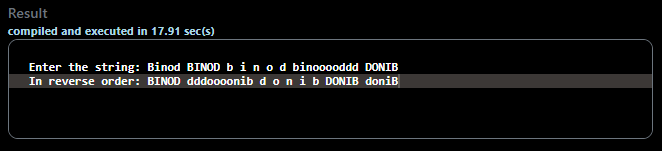 Result
compiled and executed in 17.91 sec(s)
Enter the string: Binod BINOD b i n o d binooooddd DONIB
In reverse order: BINOD dddoooonib d o n i b DONIB doniB